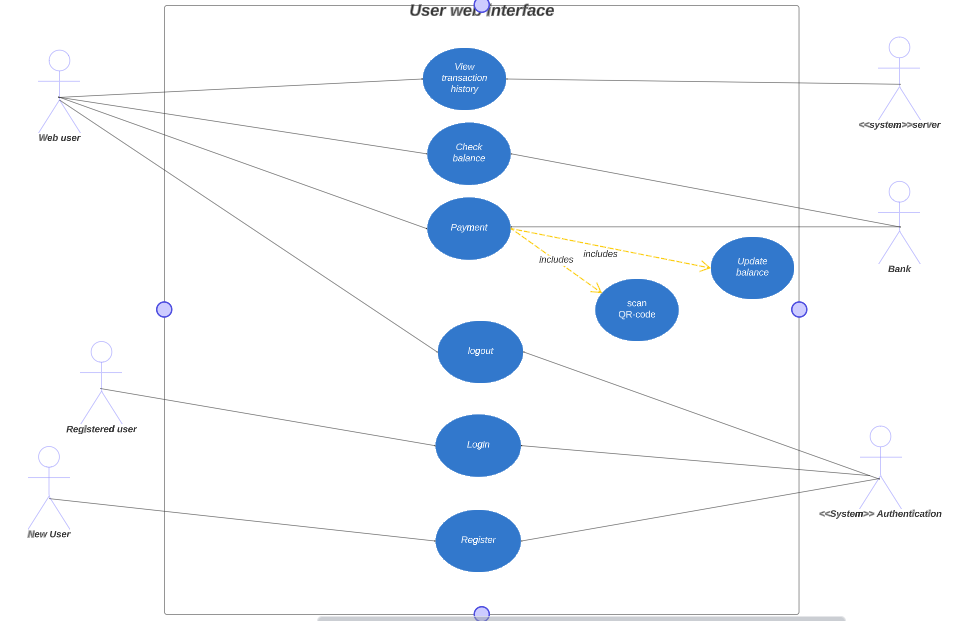 User web interface
View
transaction
history
Web user
<<system>>server
Check
balance
Payment
includes
includes
Update
balance
Bank
scan
QR-code
logout
Registered user
Login
<<System>> Authentication
New User
Register